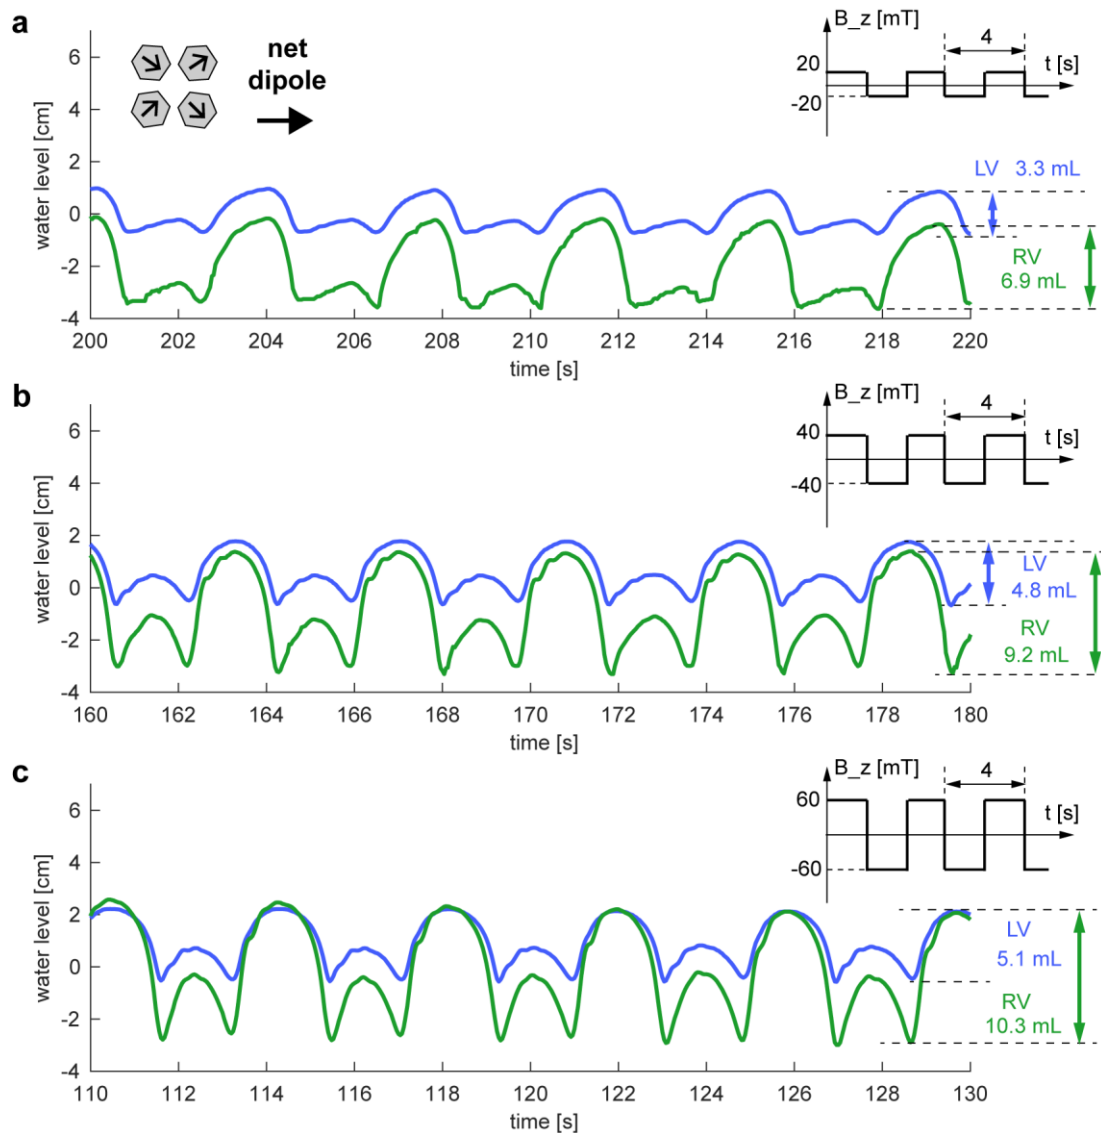 a
water level [cm]
6
4
2
0
-2
-4
net
dipole
B_z [mT]
20
-20
4
t [s]
LV 3.3 mL
RV
6.9 mL
200 202 204 206 208 210 212 214 216 218 220
time [s]
b
water level [cm]
6
4
2
0
-2
-4
B_z [mT]
40
-40
4
t [s]
LV
4.8 mL
RV
9.2 mL
160 162 164 166 168 170 172 174 176 178 180
time [s]
c
water level [cm]
6
4
2
0
-2
-4
B_z [mT]
60
-60
4
t [s]
LV
5.1 mL
RV
10.3 mL
110 112 114 116 118 120 122 124 126 128 130
time [s]